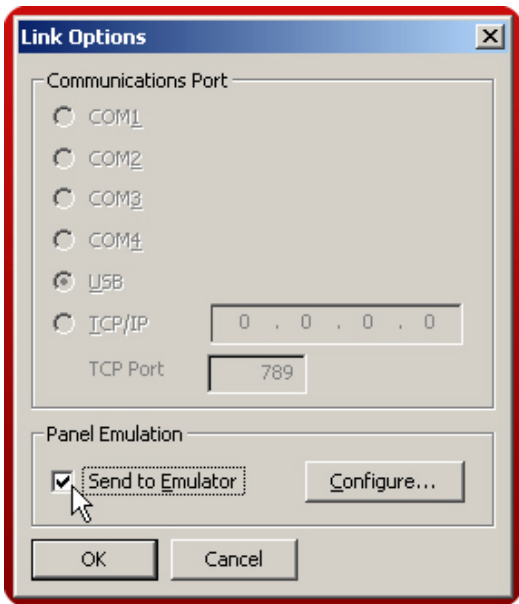 Link Options
Communications Port
COM1
COM2
COM3
COM4
USB
TCP/IP 0 . 0 . 0 . 0
TCP Port 789
Panel Emulation
Send to Emulator Configure...
OK Cancel